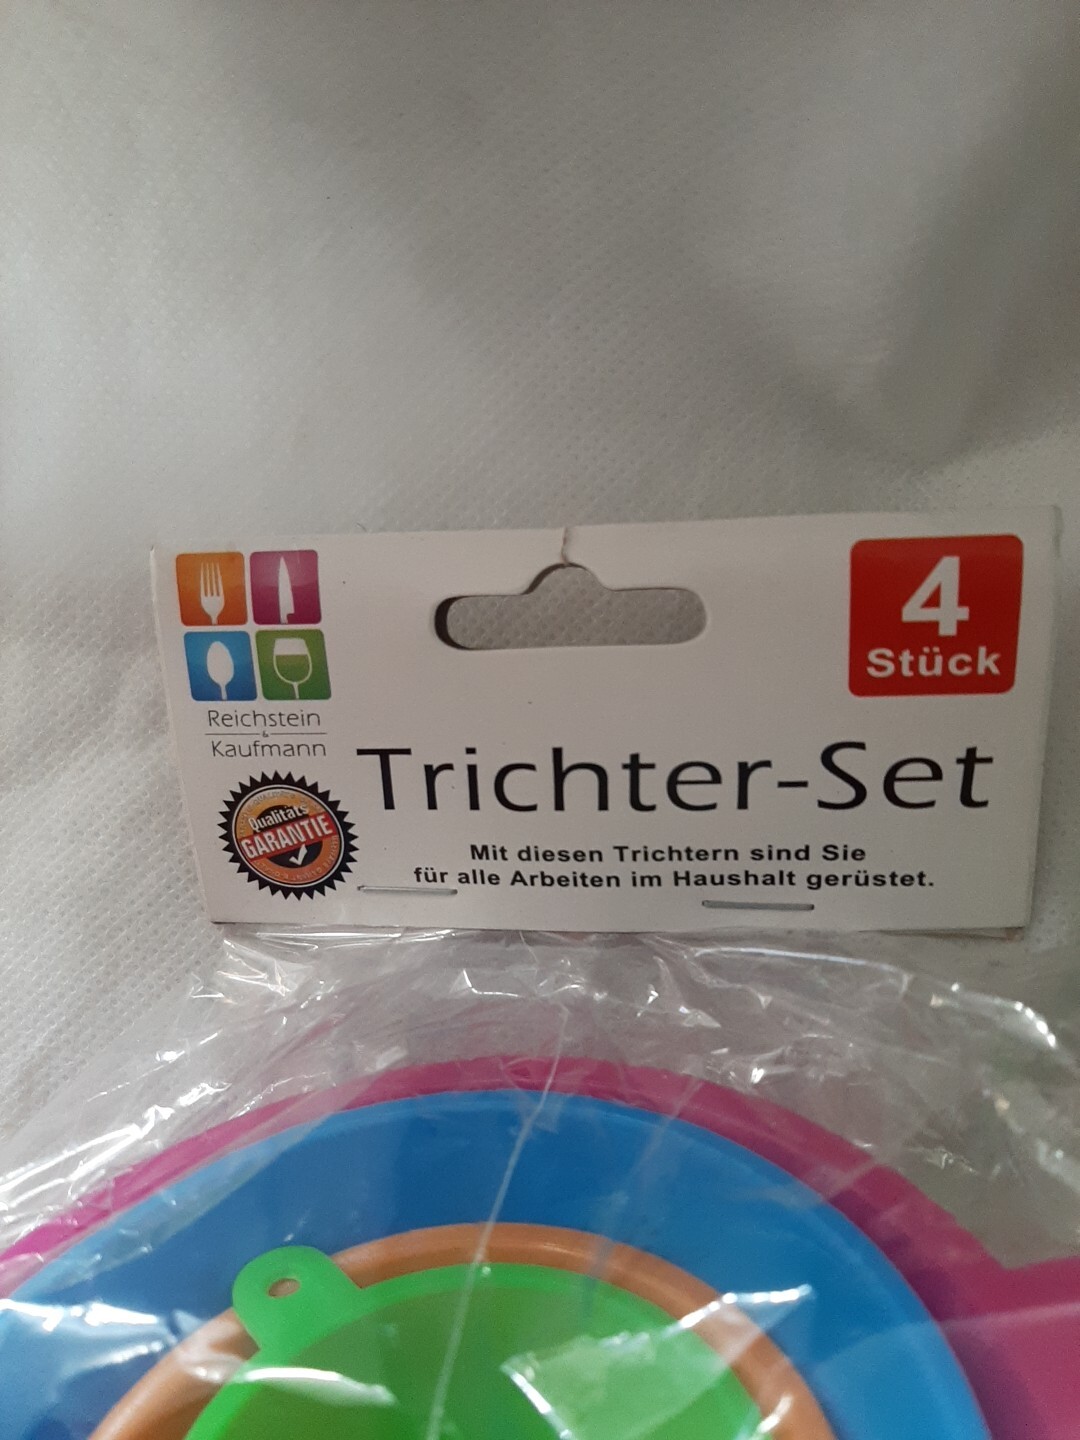 4
Stück
Reichstein
&
Kaufmann
Trichter-Set
Qualitäts
GARANTIE
Mit diesen Trichtern sind Sie
für alle Arbeiten im Haushalt gerüstet.